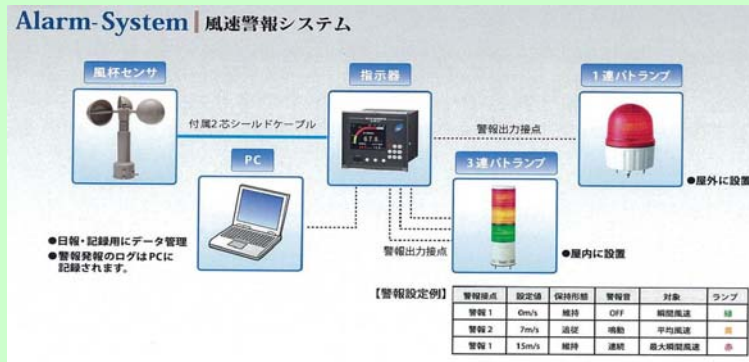 Alarm-System 風速警報システム
風杯センサ
指示器
1連パトランプ
付属2芯シールドケーブル
警報出力接点
PC
3連パトランプ
●屋外に設置
●日報・記録用にデータ管理
●警報発報のログはPCに
記録されます。
警報出力接点
●屋内に設置
【警報設定例】
警報接点 設定値 保持形態 警報音 対象 ランプ
警報1 0m/s 維持 OFF 瞬間風速 緑
警報2 7m/s 追従 鳴動 平均風速 黄
警報1 15m/s 維持 連続 最大瞬間風速 赤